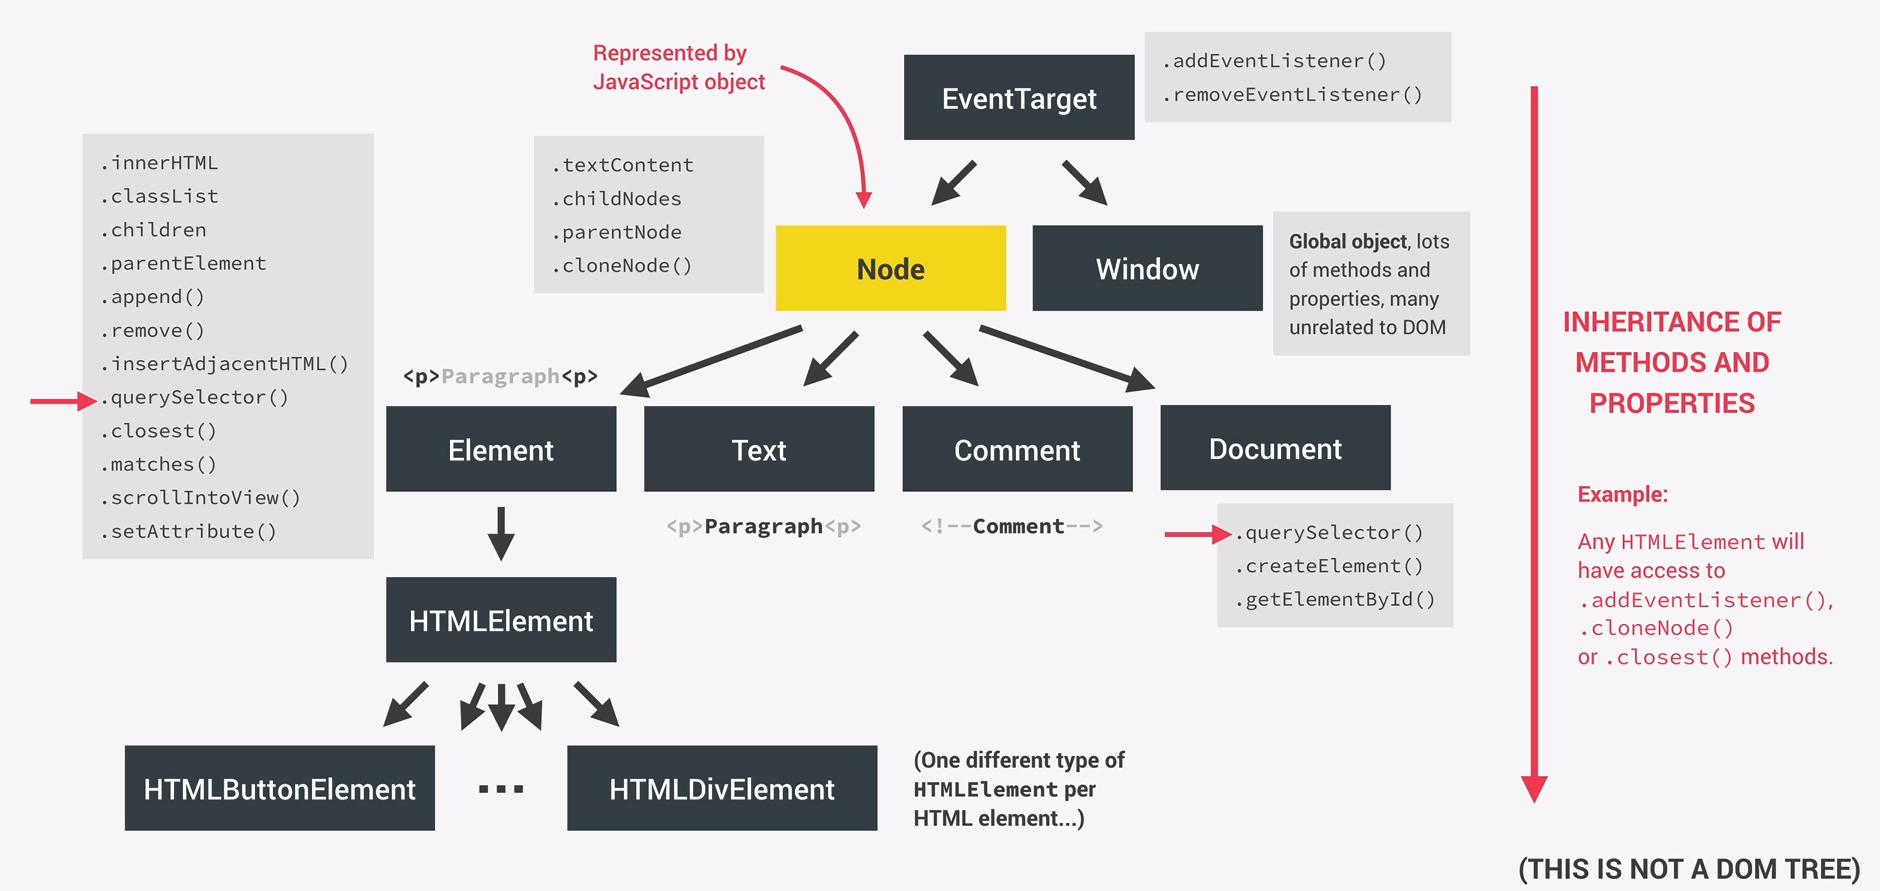 Represented by
JavaScript object
EventTarget
.addEventListener()
.removeEventListener()
.innerHTML
.classList
.children
.parentElement
.append()
.remove()
.insertAdjacentHTML()
.querySelector()
.closest()
.matches()
.scrollIntoView()
.setAttribute()
.textContent
.childNodes
.parentNode
.cloneNode()
Node
Window
Global object, lots
of methods and
properties, many
unrelated to DOM
INHERITANCE OF
METHODS AND
PROPERTIES
<p>Paragraph<p>
Element
Text
Comment
Document
<p>Paragraph<p>
<!--Comment-->
.querySelector()
.createElement()
.getElementById()
Example:
Any HTMLElement will
have access to
.addEventListener(),
.cloneNode()
or .closest() methods.
HTMLElement
HTMLButtonElement
...
HTMLDivElement
(One different type of
HTMLElement per
HTML element...)
(THIS IS NOT A DOM TREE)